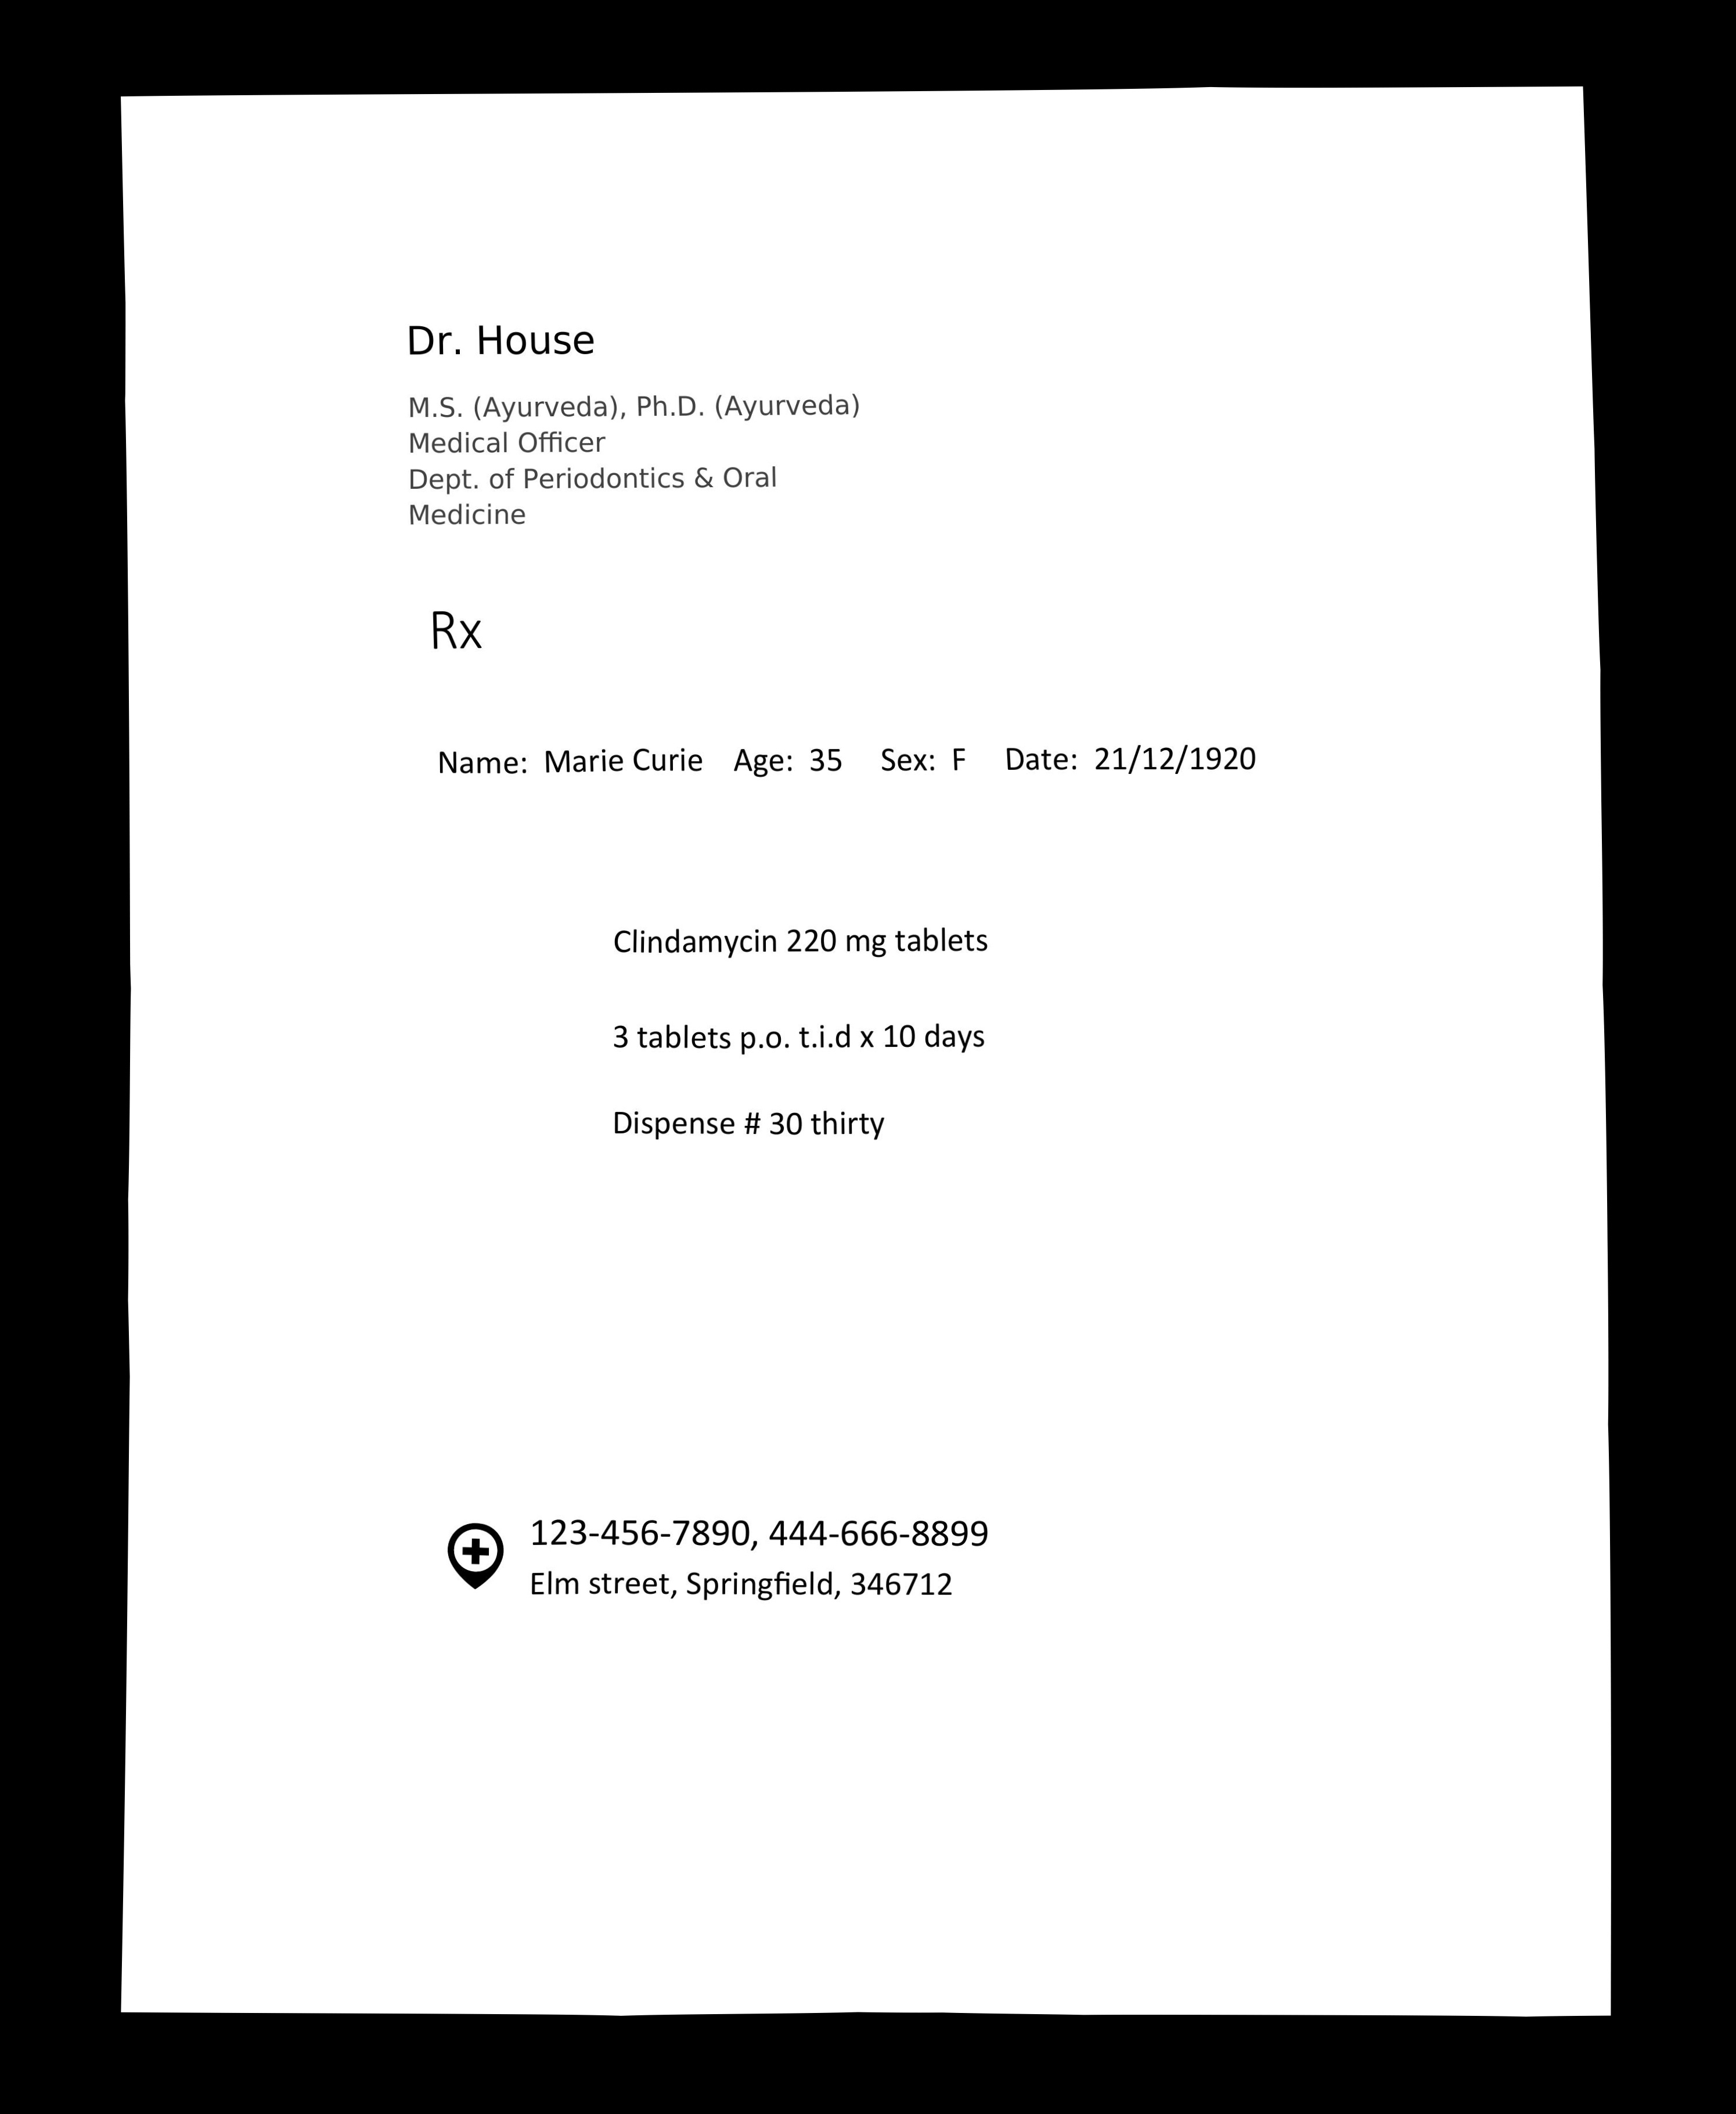 Dr. House
M.S. (Ayurveda), Ph.D. (Ayurveda)
Medical Officer
Dept. of Periodontics & Oral
Medicine
Rx
Name: Marie Curie Age: 35 Sex: F Date: 21/12/1920
Clindamycin 220 mg tablets
3 tablets p.o. t.i.d x 10 days
Dispense # 30 thirty
123-456-7890, 444-666-8899
Elm street, Springfield, 346712